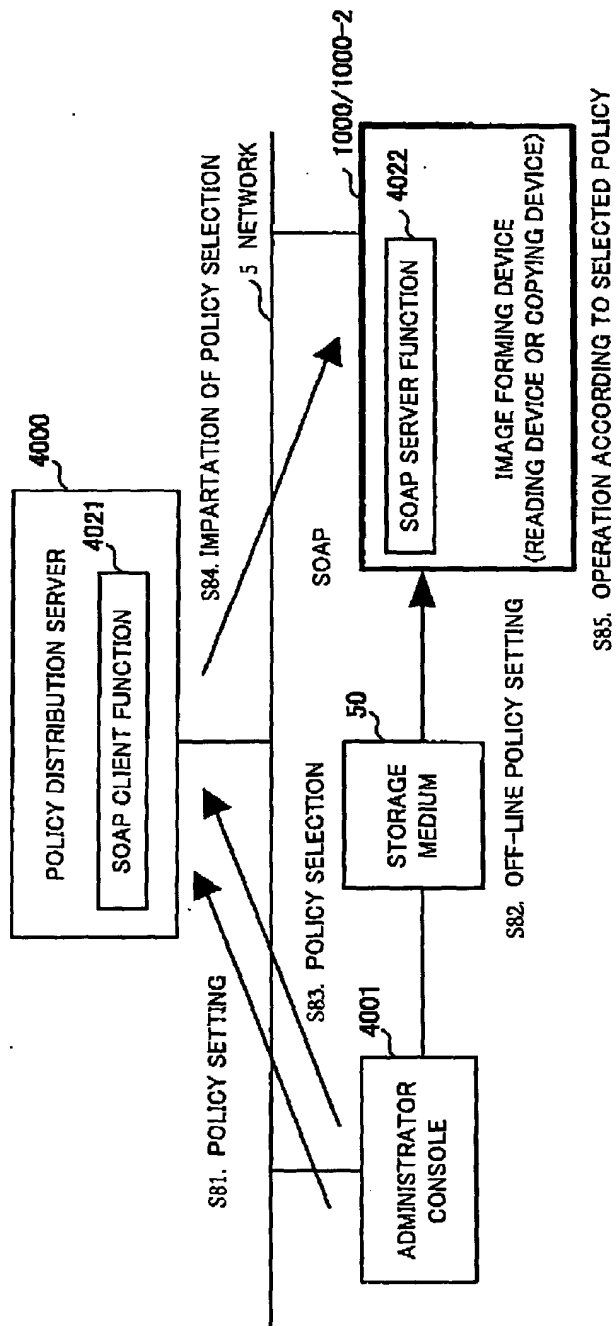 4000
POLICY DISTRIBUTION SERVER
4021
SOAP CLIENT FUNCTION
S81. POLICY SETTING
S83. POLICY SELECTION
S84. IMPARTATION OF POLICY SELECTION
5 NETWORK
SOAP
4001
ADMINISTRATOR
CONSOLE
50
STORAGE
MEDIUM
S82. OFF-LINE POLICY SETTING
1000/1000-2
4022
SOAP SERVER FUNCTION
IMAGE FORMING DEVICE
(READING DEVICE OR COPYING DEVICE)
S85. OPERATION ACCORDING TO SELECTED POLICY